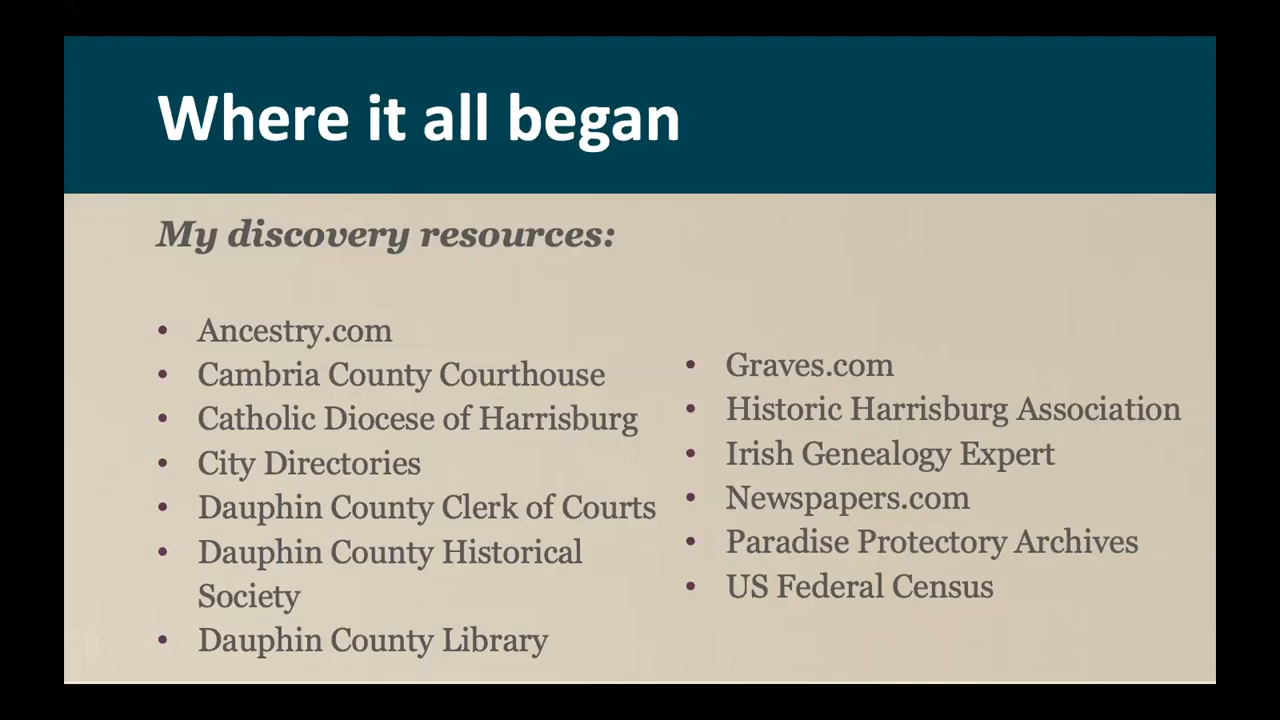 Where it all began
My discovery resources:
• Ancestry.com
• Cambria County Courthouse
• Catholic Diocese of Harrisburg
• City Directories
• Dauphin County Clerk of Courts
• Dauphin County Historical
Society
• Dauphin County Library
• Graves.com
• Historic Harrisburg Association
• Irish Genealogy Expert
• Newspapers.com
• Paradise Protectory Archives
• US Federal Census